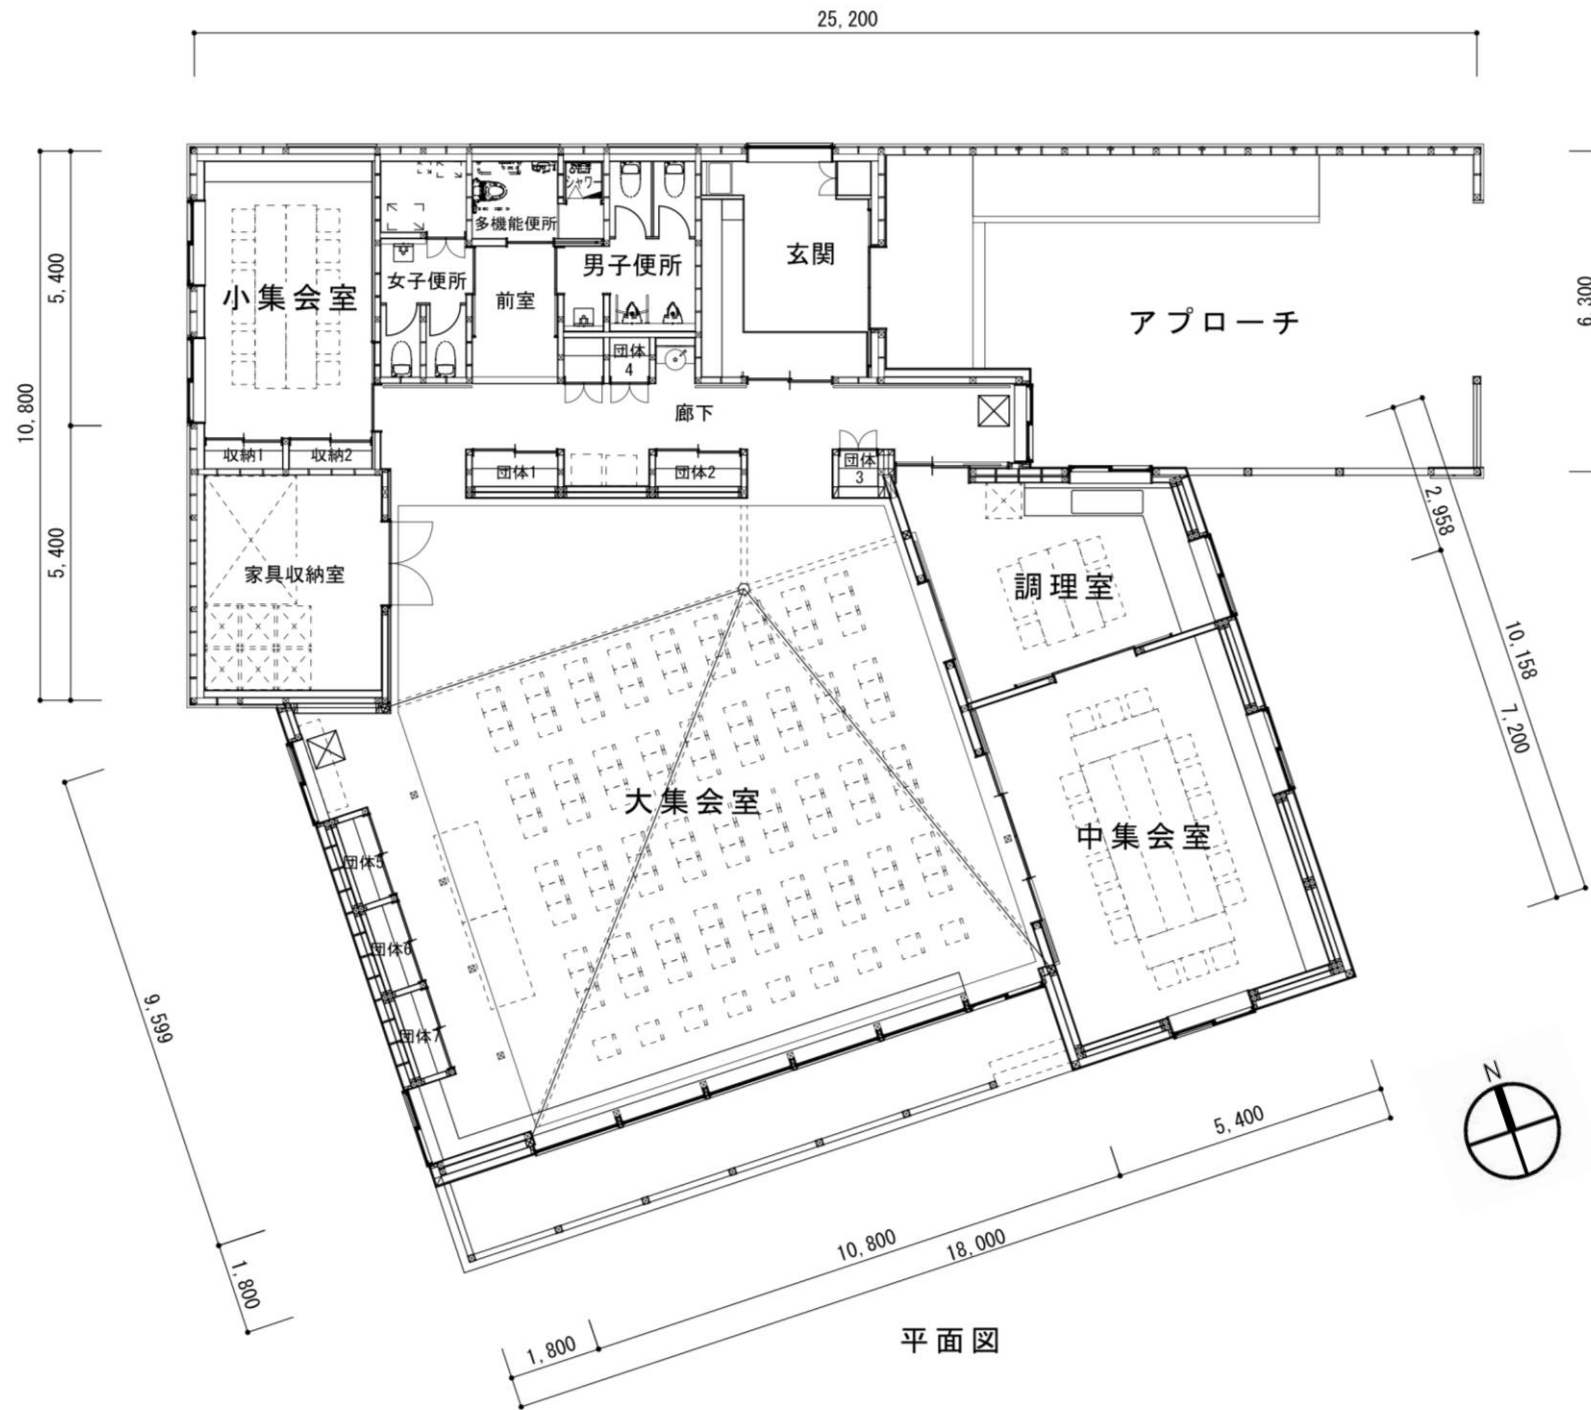 25,200
シャワー
多機能便所
玄関
男子便所
女子便所
前室
小集会室
5,400
6,300
アプローチ
団体
4
10,800
廊下
収納1
収納2
団体1
団体2
団体
3
2,958
5,400
家具収納室
調理室
10,158
7,200
大集会室
中集会室
団体5
団体6
団体7
9,599
N
5,400
10,800
18,000
1,800
1,800
平面図